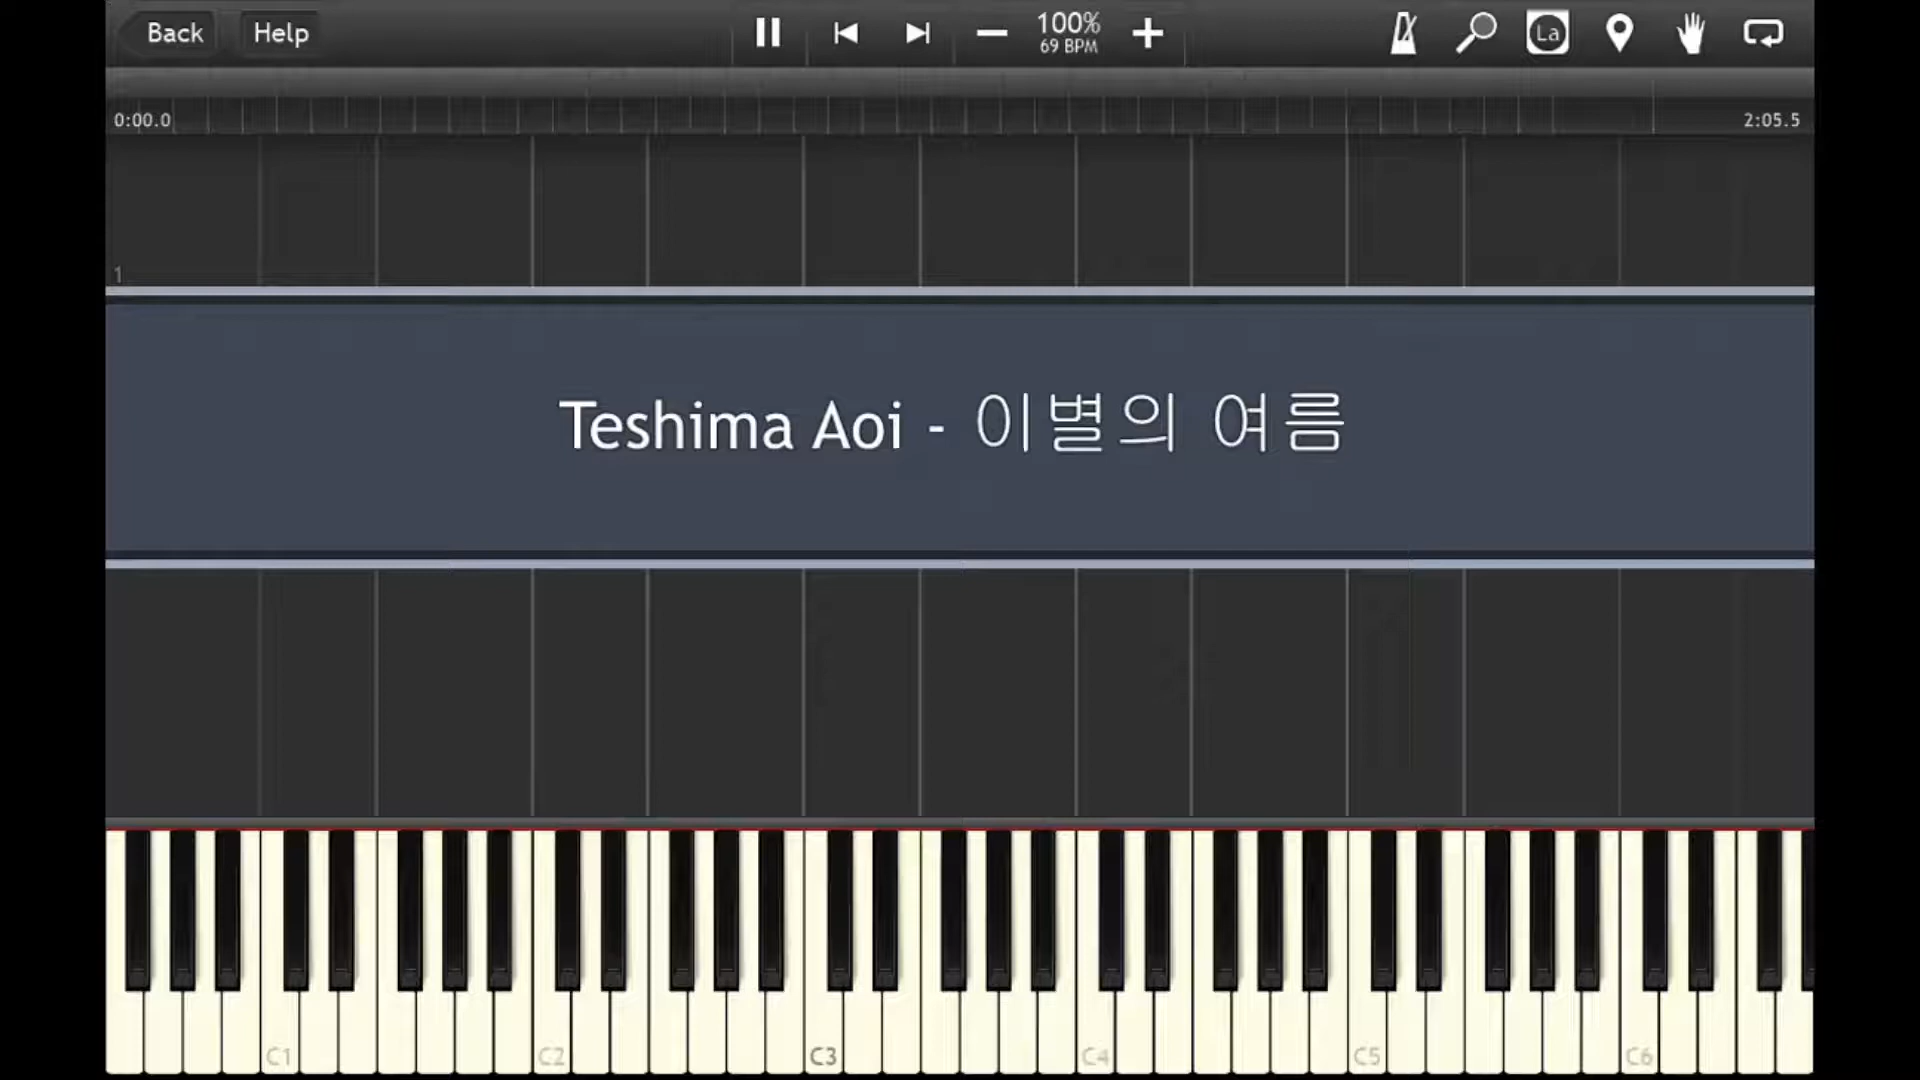 Back Help 100% La
69 BPM
0:00.0 2:05.5
1
Teshima Aoi - 이별의 여름
C1 C2 C3 C4 C5 C6